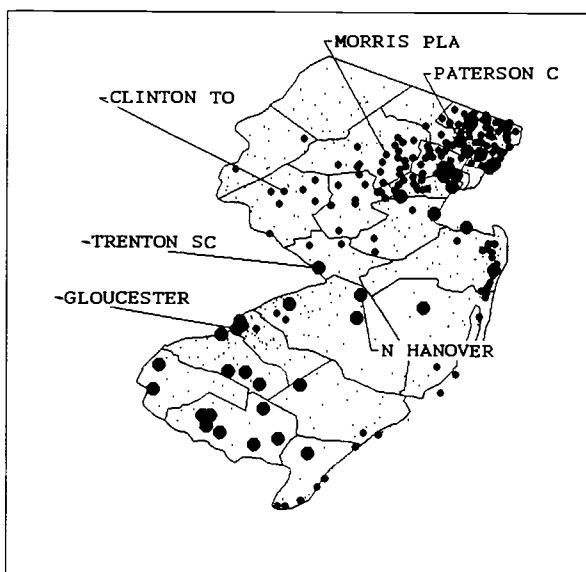 -MORRIS PLA
-PATERSON C
-CLINTON TO
-TRENTON SC
-GLOUCESTER
N HANOVER